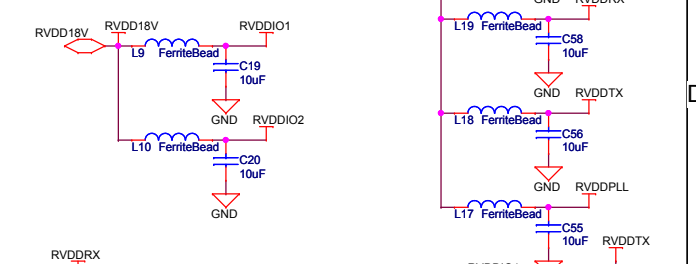 RVDD18V
RVDD18V
RVDDIO1
L9 FerriteBead
C19
10uF
GND
RVDDIO2
L10 FerriteBead
C20
10uF
GND
RVDDRX
L19 FerriteBead
C58
10uF
GND
RVDDTX
L18 FerriteBead
C56
10uF
GND
RVDDPLL
L17 FerriteBead
C55
10uF
RVDDTX